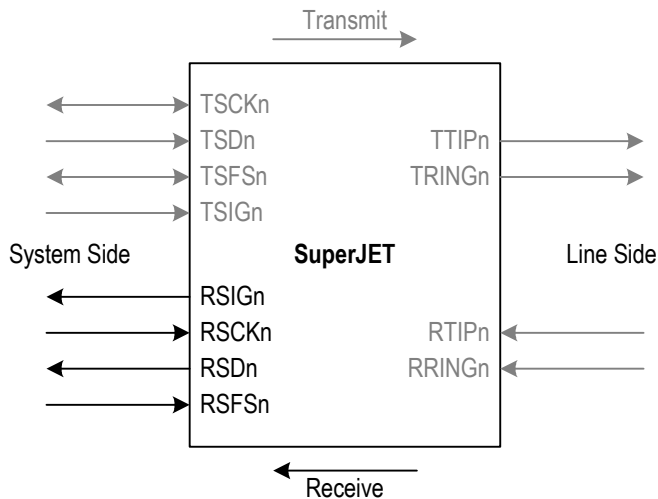 Transmit
TSCKn
TSDn
TTIPn
TSFSn
TRINGn
TSIGn
System Side
SuperJET
Line Side
RSIGn
RSCKn
RTIPn
RSDn
RRINGn
RSFSn
Receive